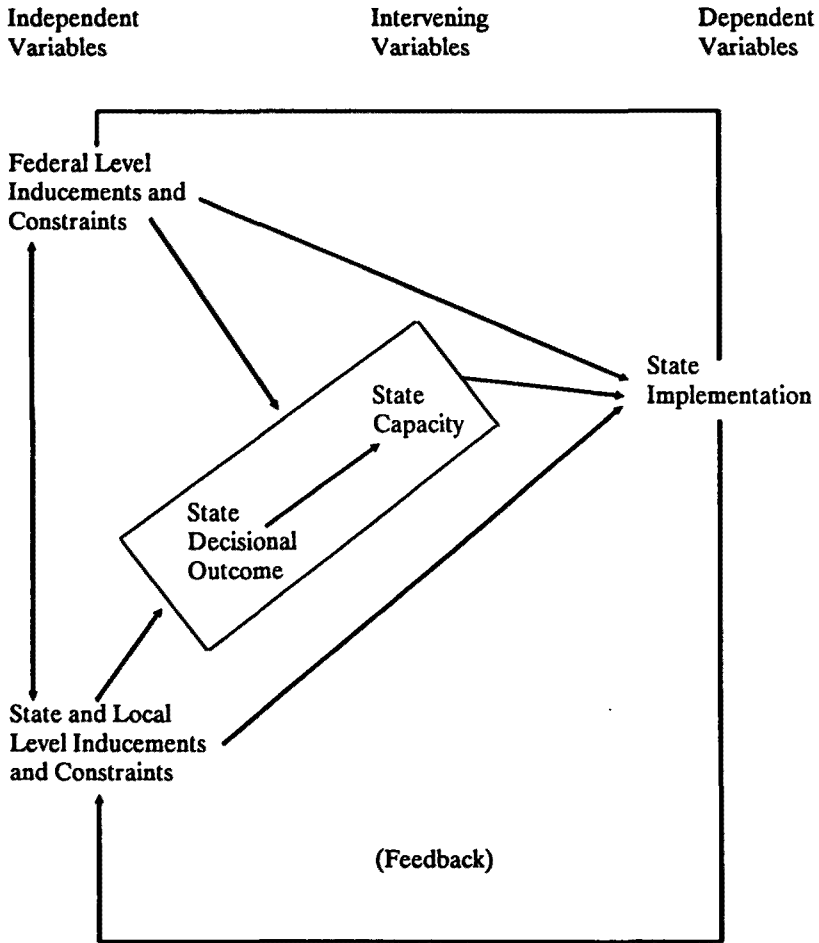 Independent
Variables
Intervening
Variables
Dependent
Variables
Federal Level
Inducements and
Constraints
State
Implementation
State
Capacity
State
Decisional
Outcome
State and Local
Level Inducements
and Constraints
(Feedback)